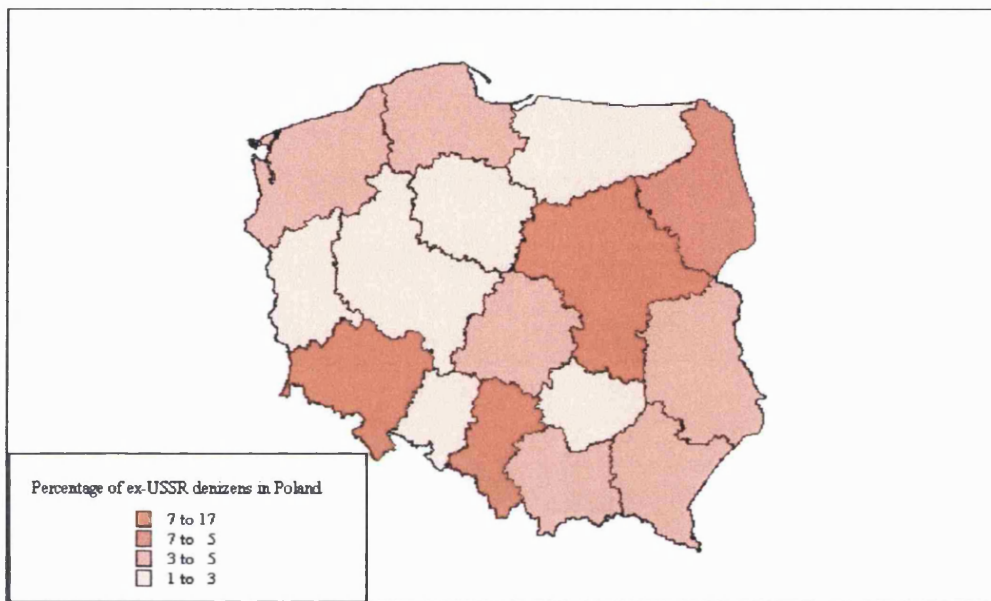 Percentage of ex-USSR denizens in Poland
7 to 17
7 to 5
3 to 5
1 to 3